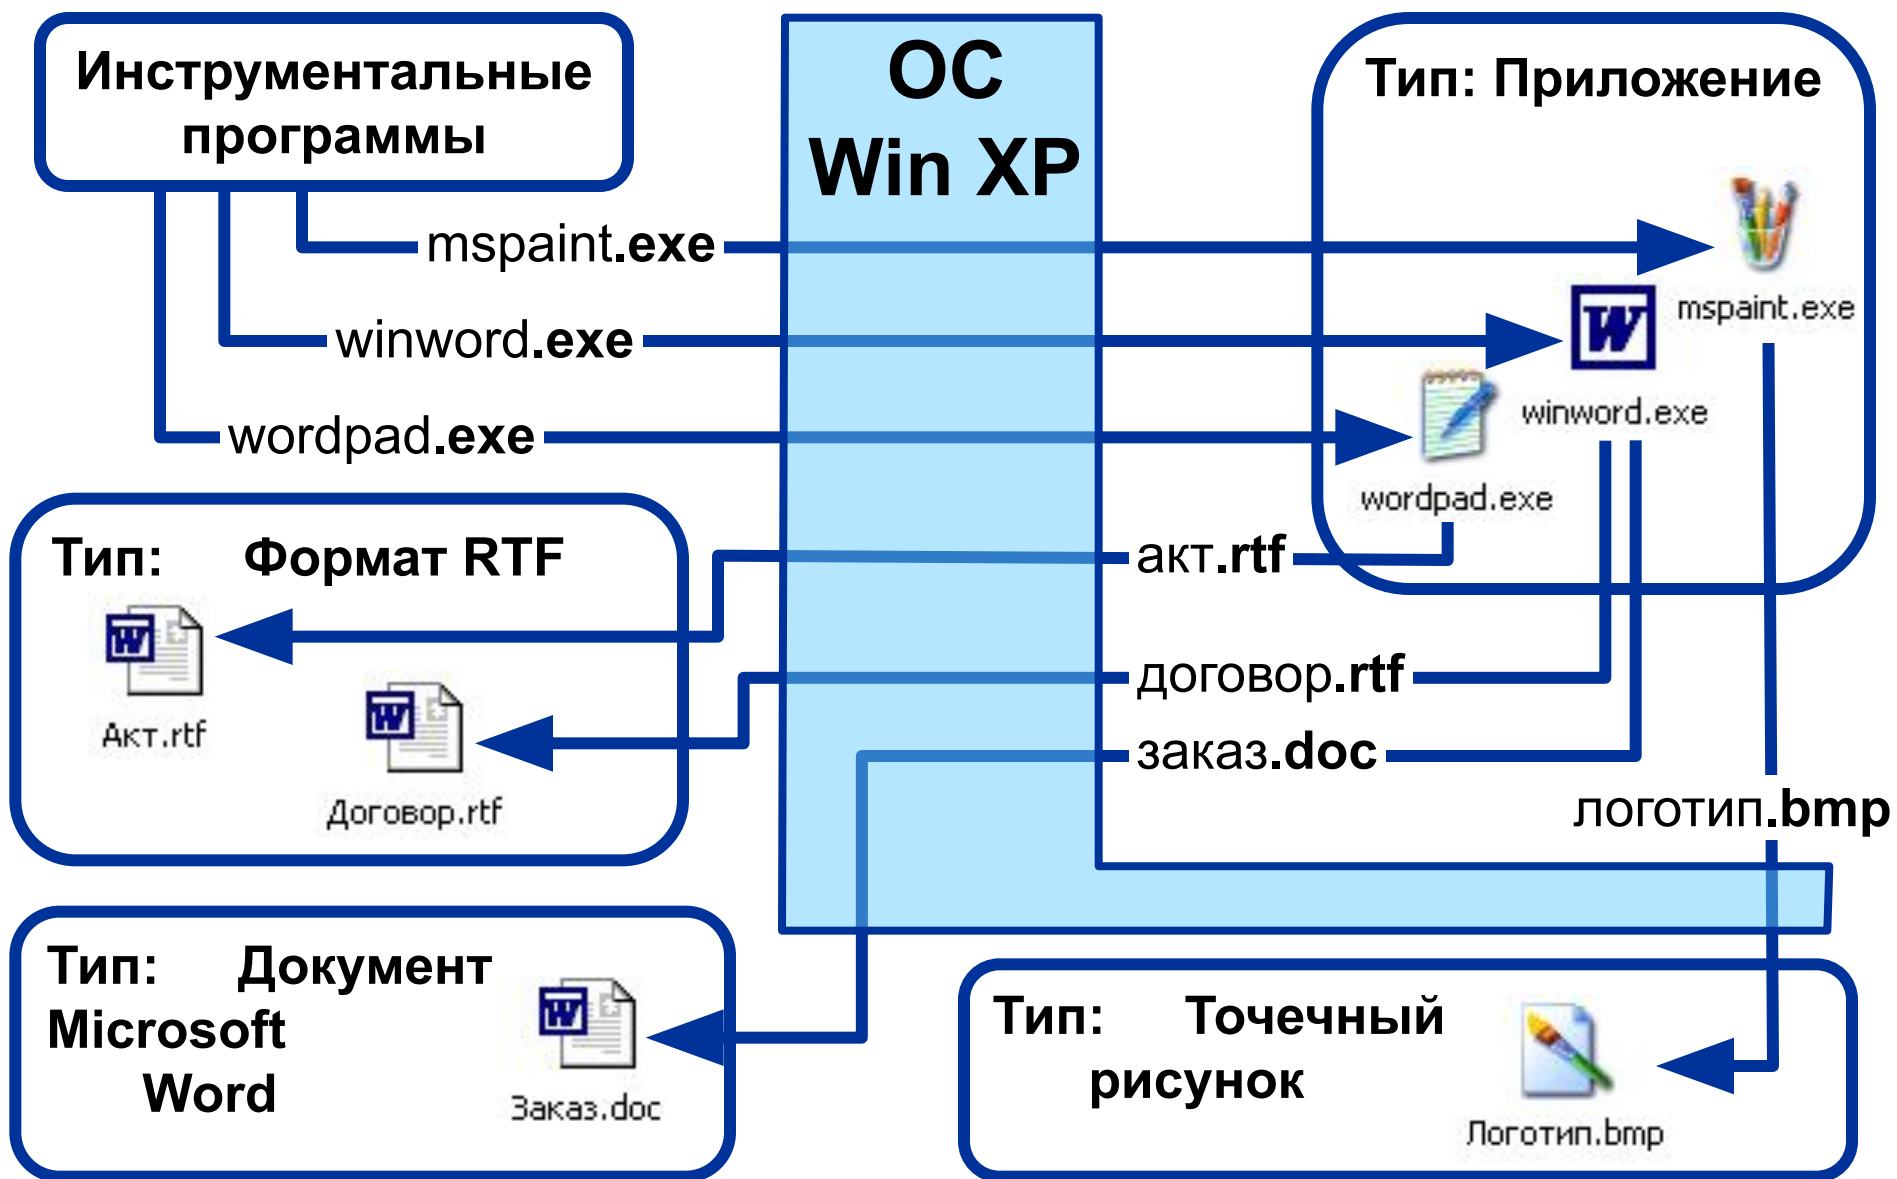 Инструментальные
программы
ОС
Win XP
Тип: Приложение
mspaint.exe
mspaint.exe
winword.exe
winword.exe
wordpad.exe
wordpad.exe
Тип: Формат RTF
акт.rtf
Акт.rtf
договор.rtf
Договор.rtf
заказ.doc
логотип.bmp
Тип: Документ
Microsoft
Word
Заказ.doc
Тип: Точечный
рисунок
Логотип.bmp